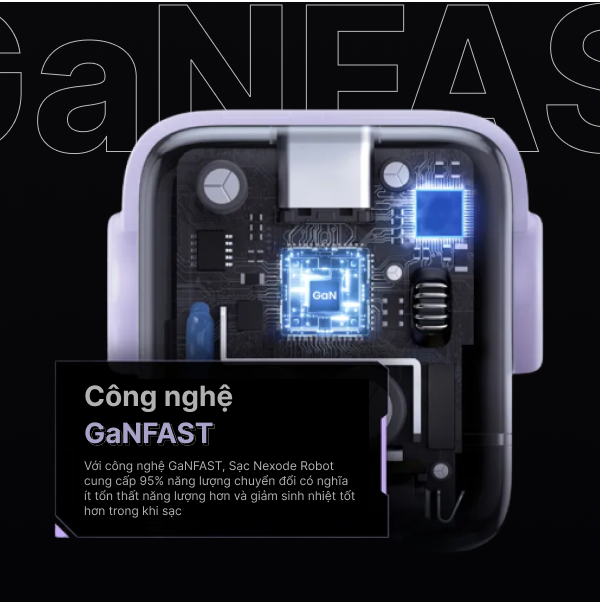 GaNFAS
GaN
Công nghệ
GaNFAST
Với công nghệ GaNFAST, Sạc Nexode Robot
cung cấp 95% năng lượng chuyển đổi có nghĩa
ít tổn thất năng lượng hơn và giảm sinh nhiệt tốt
hơn trong khi sạc